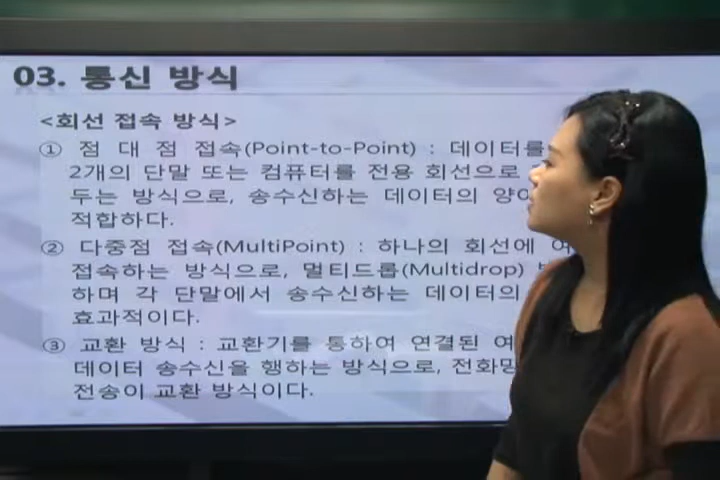 03. 통신 방식
<회선 접속 방식>
① 점 대 점 접속(Point-to-Point) : 데이터를
2개의 단말 또는 컴퓨터를 전용 회선으로
두는 방식으로, 송수신하는 데이터의 양이
적합하다.
② 다중점 접속(MultiPoint) : 하나의 회선에 여
접속하는 방식으로, 멀티드롭(Multidrop)
하며 각 단말에서 송수신하는 데이터의
효과적이다.
③ 교환 방식 : 교환기를 통하여 연결된 여
데이터 송수신을 행하는 방식으로, 전화망
전송이 교환 방식이다.